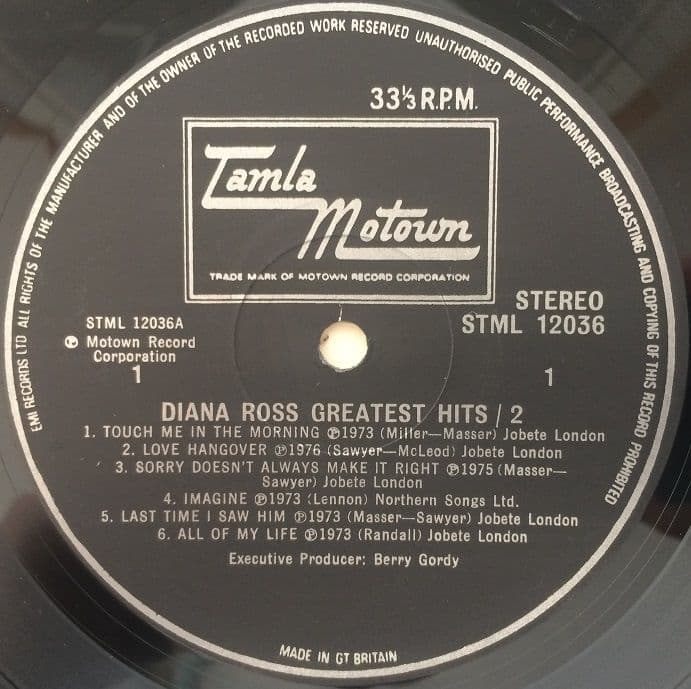 EMI RECORDS LTD ALL RIGHTS OF THE MANUFACTURER AND OF THE OWNER OF THE RECORDED WORK RESERVED UNAUTHORISED PUBLIC PERFORMANCE BROADCASTING AND COPYING OF THIS RECORD PROHIBITED
33⅓ R.P.M.
Tamla
Motown
TRADE MARK OF MOTOWN RECORD CORPORATION
STEREO
STML 12036
STML 12036A
℗ Motown Record
Corporation
1
1
DIANA ROSS GREATEST HITS / 2
1. TOUCH ME IN THE MORNING ℗1973 (Miller—Masser) Jobete London
2. LOVE HANGOVER ℗1976 (Sawyer—McLeod) Jobete London
3. SORRY DOESN'T ALWAYS MAKE IT RIGHT ℗1975 (Masser—
Sawyer) Jobete London
4. IMAGINE ℗1973 (Lennon) Northern Songs Ltd.
5. LAST TIME I SAW HIM ℗1973 (Masser—Sawyer) Jobete London
6. ALL OF MY LIFE ℗1973 (Randall) Jobete London
Executive Producer: Berry Gordy
MADE IN GT BRITAIN